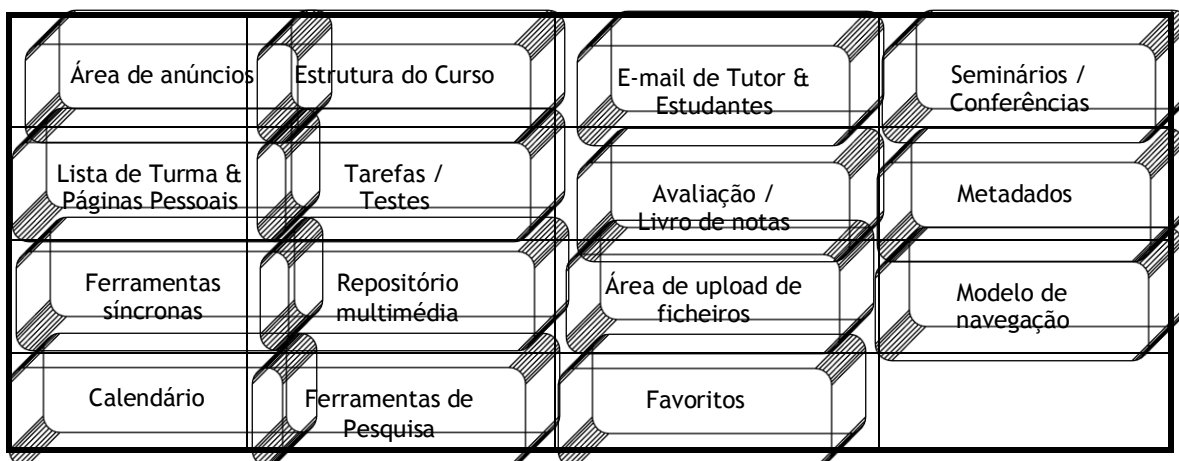 Área de anúncios
Estrutura do Curso
E-mail de Tutor &
Estudantes
Seminários /
Conferências
Lista de Turma &
Páginas Pessoais
Tarefas /
Testes
Avaliação /
Livro de notas
Metadados
Ferramentas
síncronas
Repositório
multimédia
Área de upload de
ficheiros
Modelo de
navegação
Calendário
Ferramentas de
Pesquisa
Favoritos